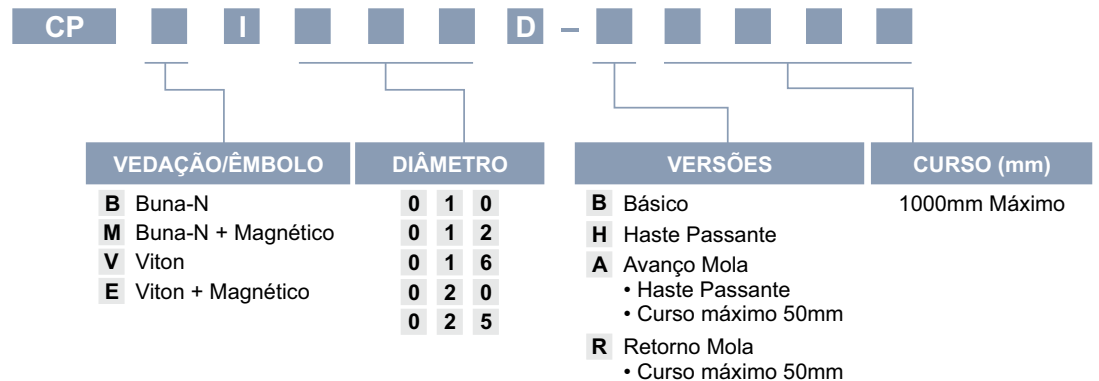 CP I D –
VEDAÇÃO/ÊMBOLO
B Buna-N
M Buna-N + Magnético
V Viton
E Viton + Magnético
DIÂMETRO
0 1 0
0 1 2
0 1 6
0 2 0
0 2 5
VERSÕES
B Básico
H Haste Passante
A Avanço Mola
• Haste Passante
• Curso máximo 50mm
R Retorno Mola
• Curso máximo 50mm
CURSO (mm)
1000mm Máximo